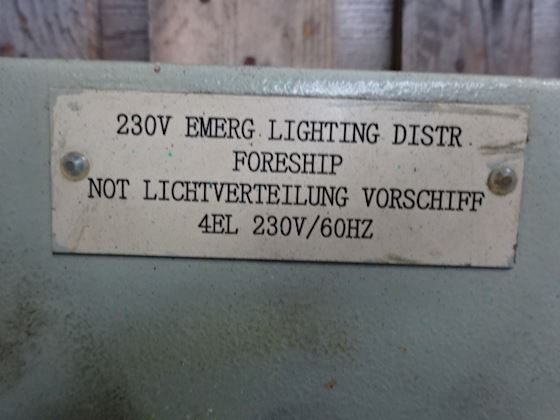 230V EMERG LIGHTING DISTR
FORESHIP
NOT LICHTVERTEILUNG VORSCHIFF
4EL 230V/60HZ